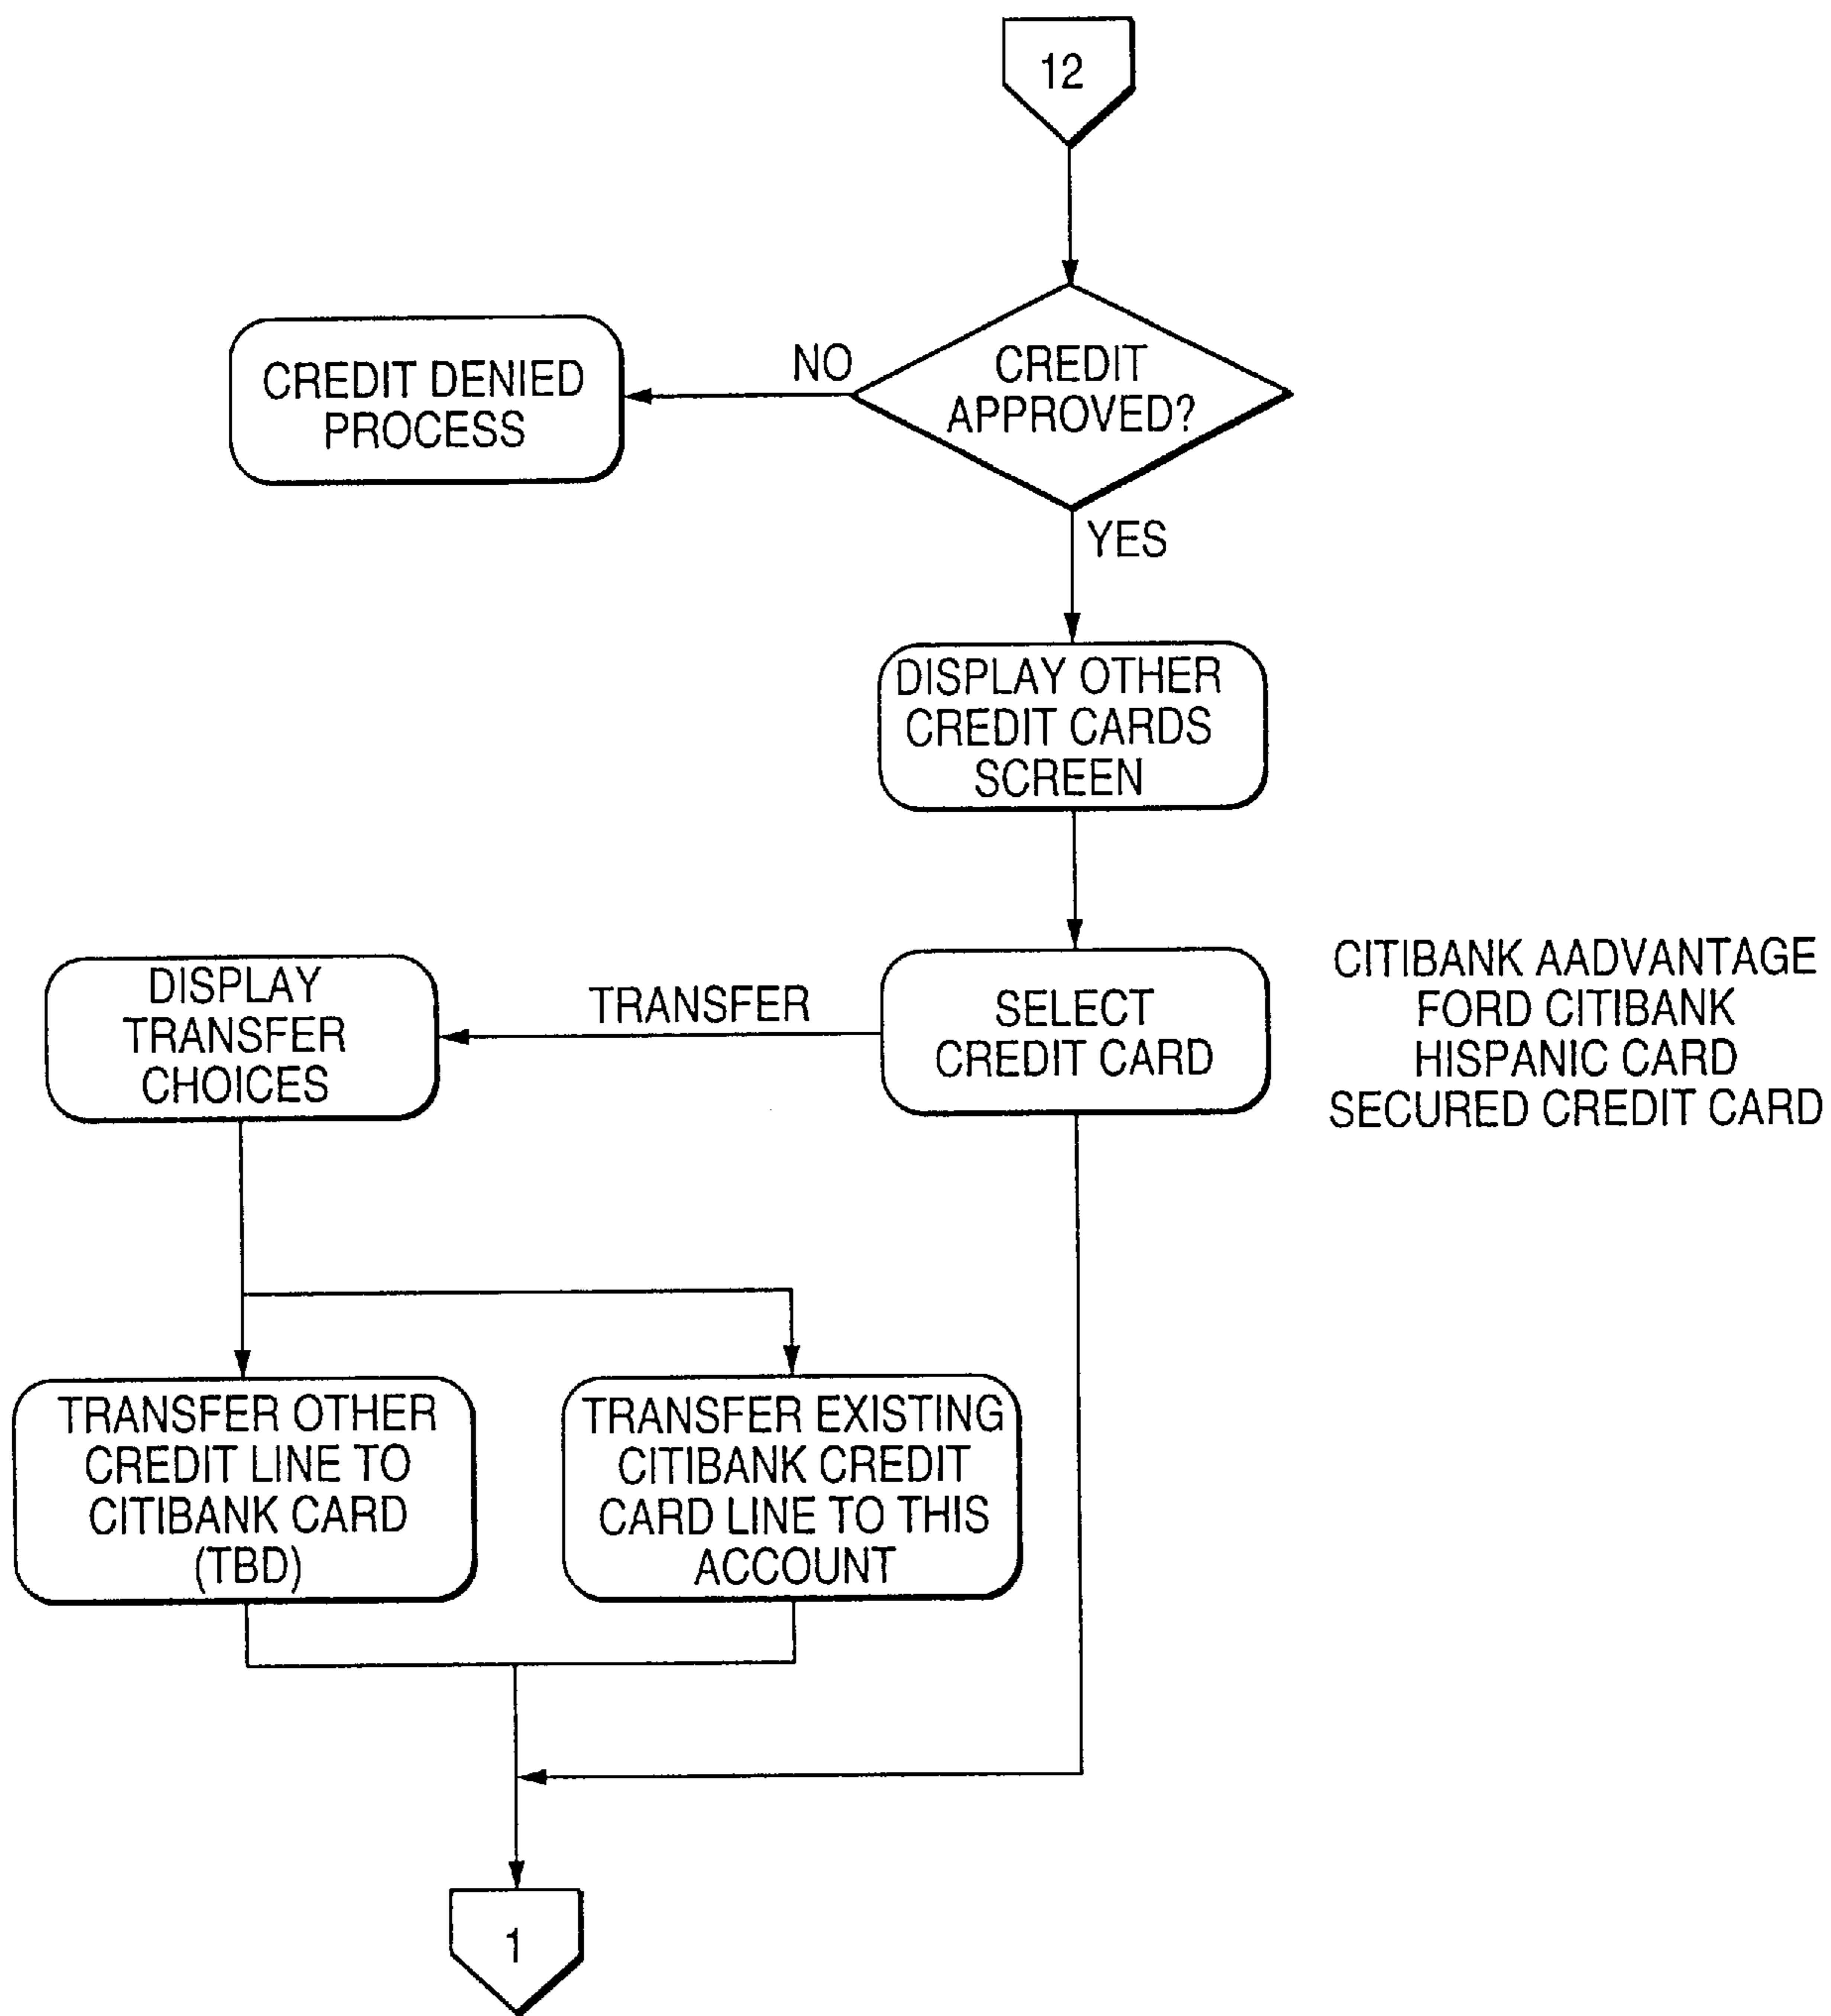 12
CREDIT
APPROVED?
NO
CREDIT DENIED
PROCESS
YES
DISPLAY OTHER
CREDIT CARDS
SCREEN
SELECT
CREDIT CARD
CITIBANK AADVANTAGE
FORD CITIBANK
HISPANIC CARD
SECURED CREDIT CARD
TRANSFER
DISPLAY
TRANSFER
CHOICES
TRANSFER OTHER
CREDIT LINE TO
CITIBANK CARD
(TBD)
TRANSFER EXISTING
CITIBANK CREDIT
CARD LINE TO THIS
ACCOUNT
1